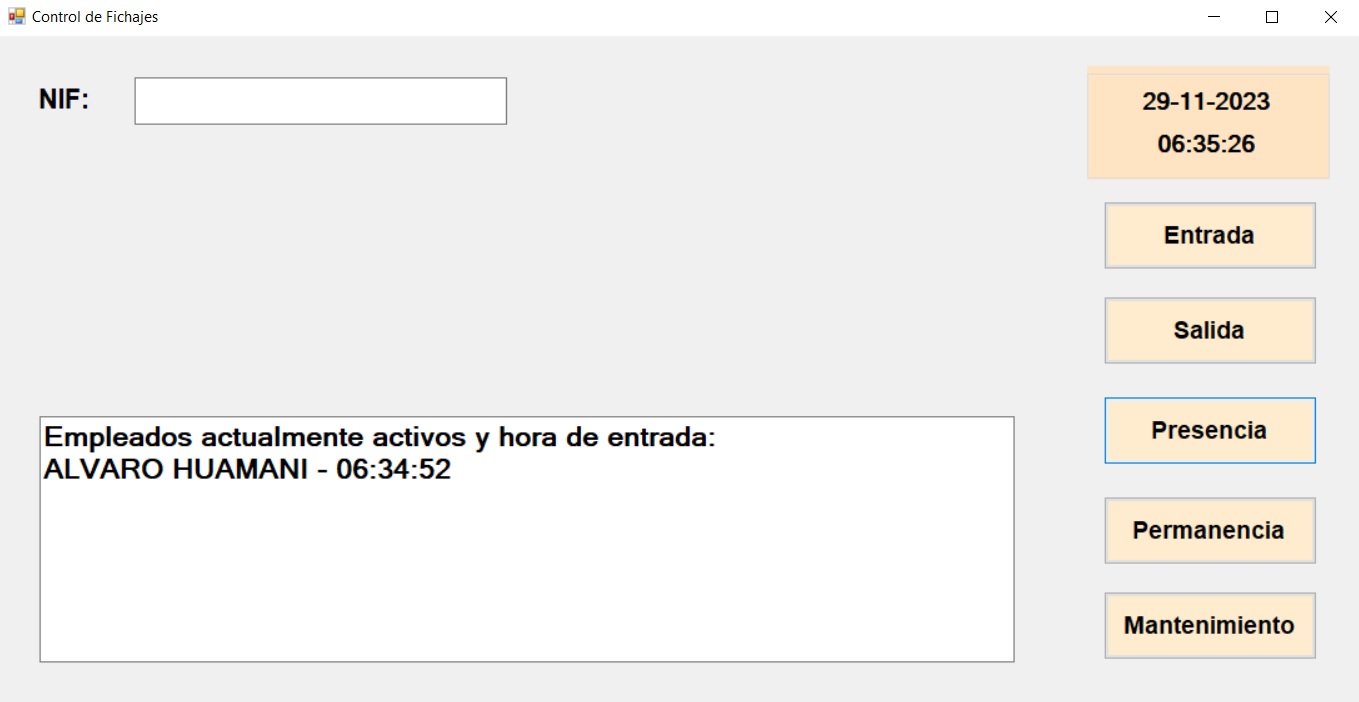 Control de Fichajes
NIF:
29-11-2023
06:35:26
Entrada
Salida
Presencia
Permanencia
Mantenimiento
Empleados actualmente activos y hora de entrada:
ALVARO HUAMANI - 06:34:52